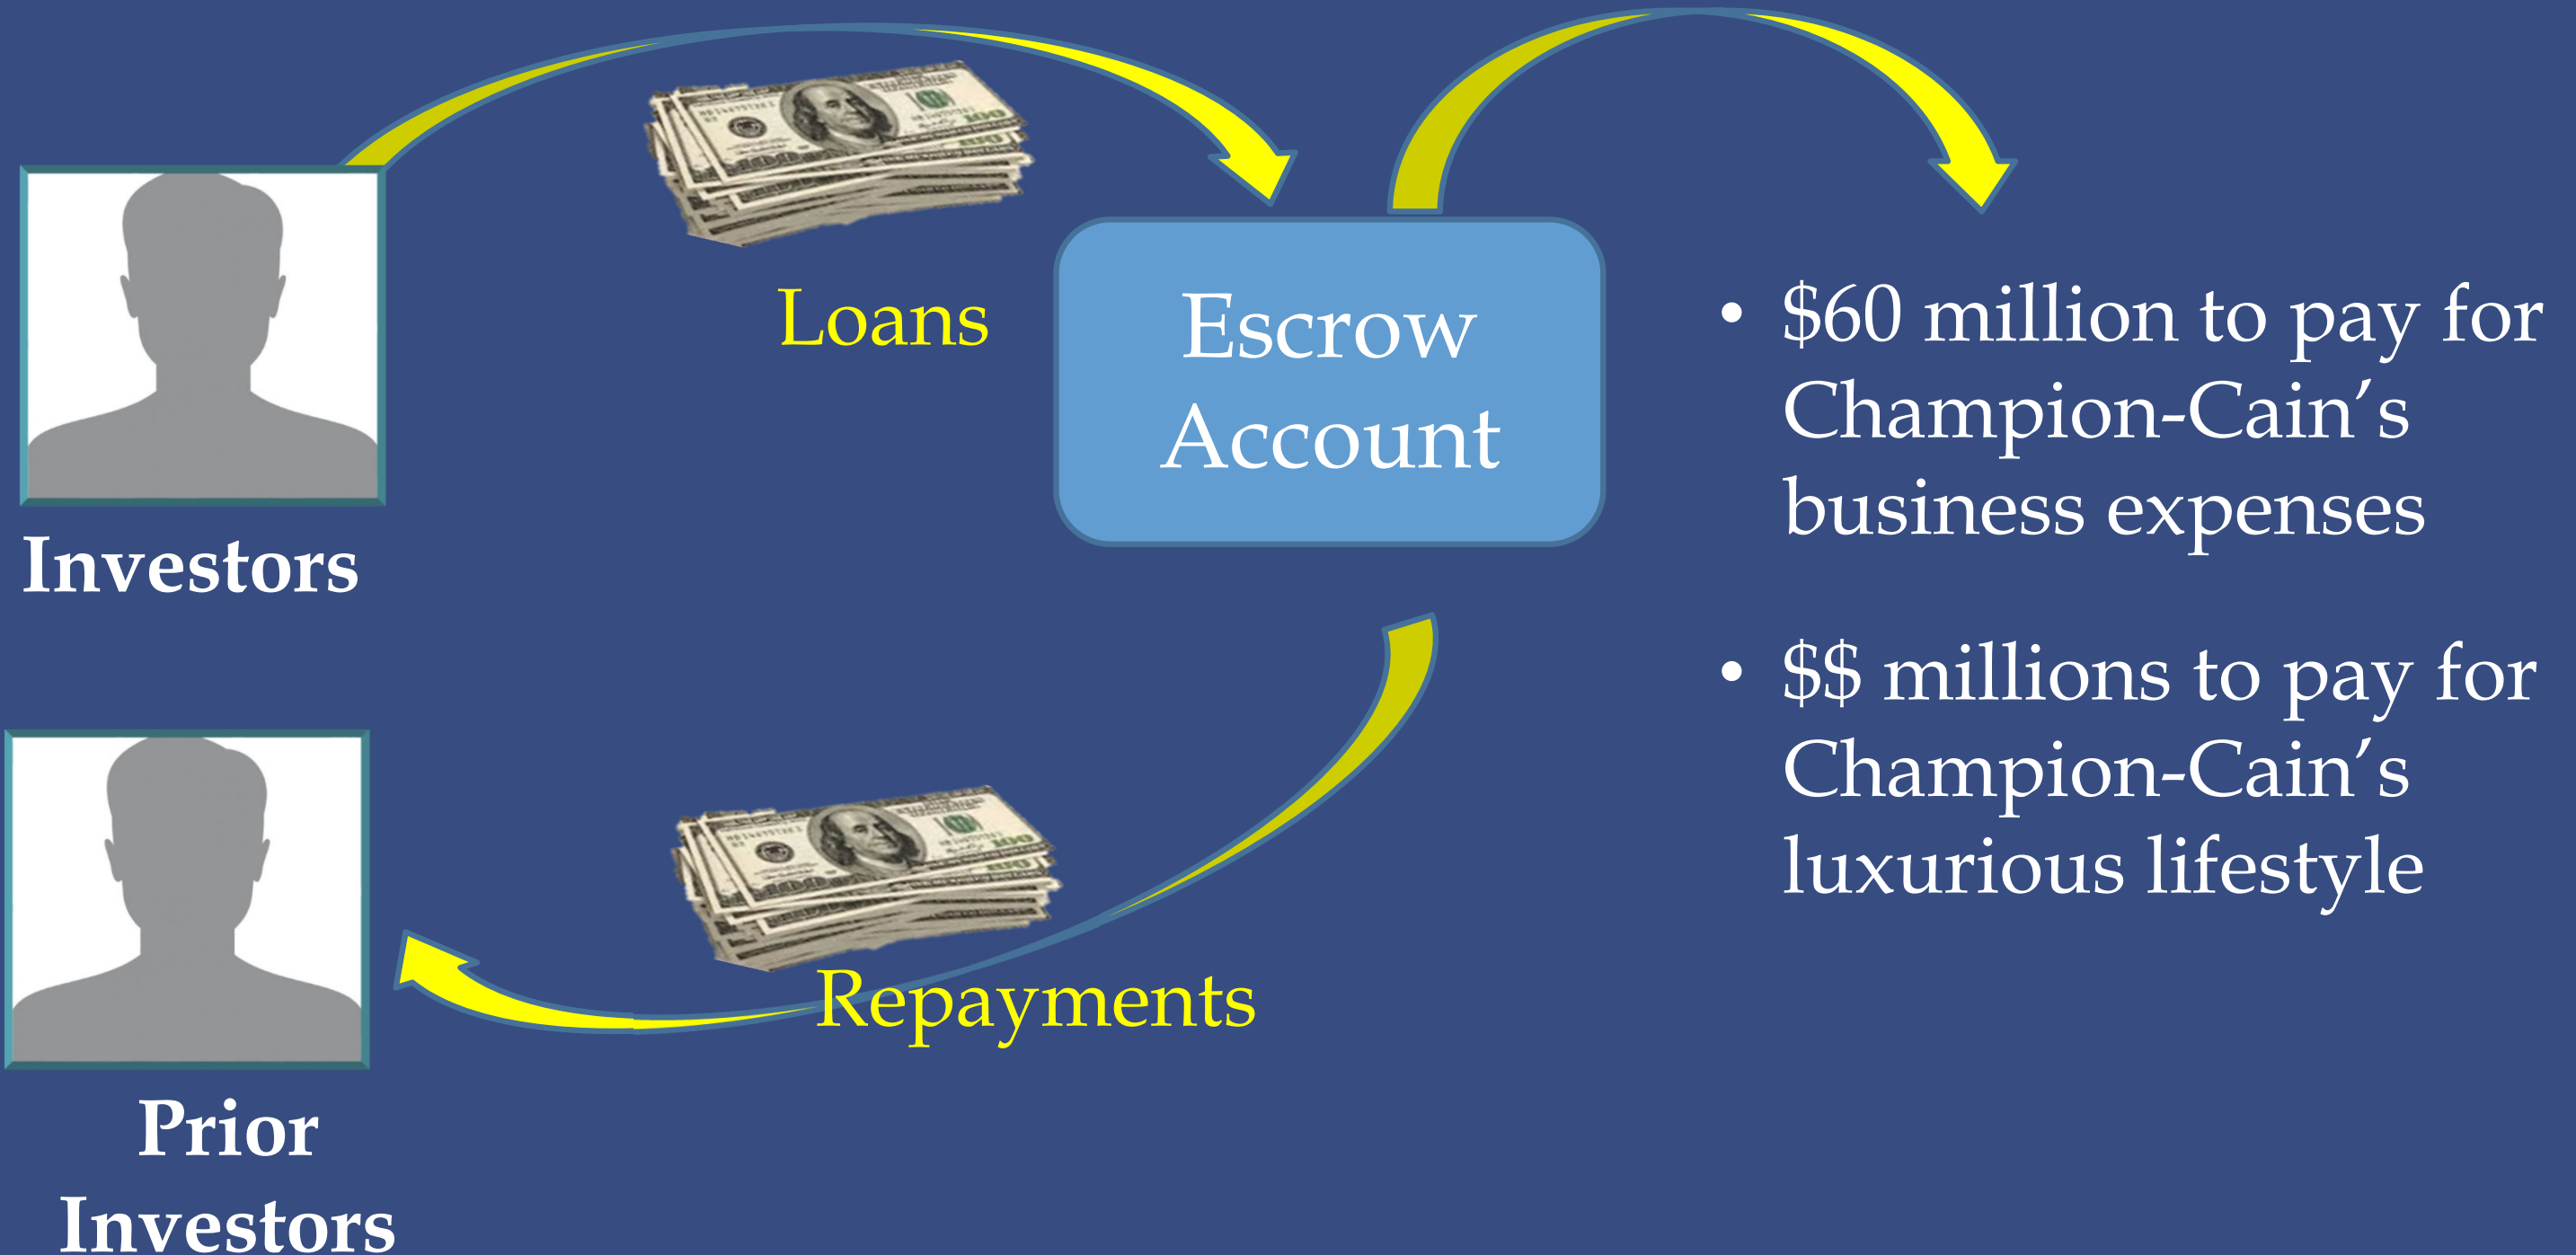 Loans
Escrow
Account
• $60 million to pay for
Champion-Cain’s
business expenses
Investors
• $$ millions to pay for
Champion-Cain’s
luxurious lifestyle
Repayments
Prior
Investors